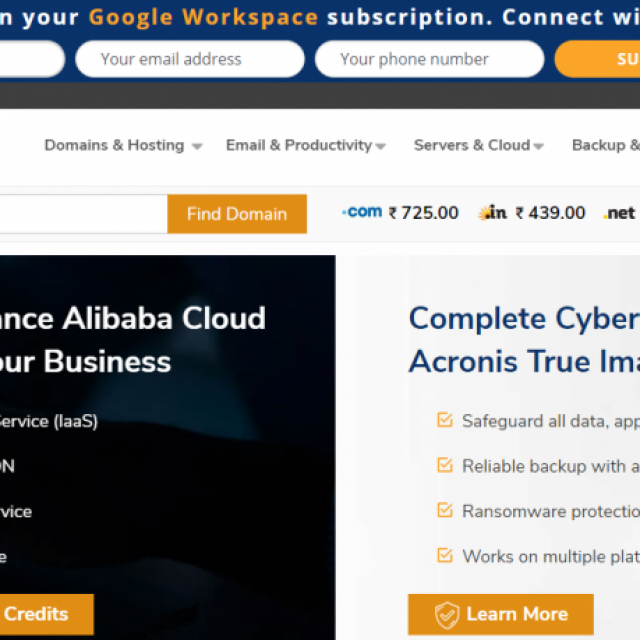 n your Google Workspace subscription. Connect wi
Your email address Your phone number SU
Domains & Hosting Email & Productivity Servers & Cloud Backup &
Find Domain .com ₹ 725.00 .in ₹ 439.00 .net
ance Alibaba Cloud
our Business
Service (IaaS)
ON
vice
e
Credits
Complete Cyber
Acronis True Ima
Safeguard all data, app
Reliable backup with a
Ransomware protectio
Works on multiple plat
Learn More